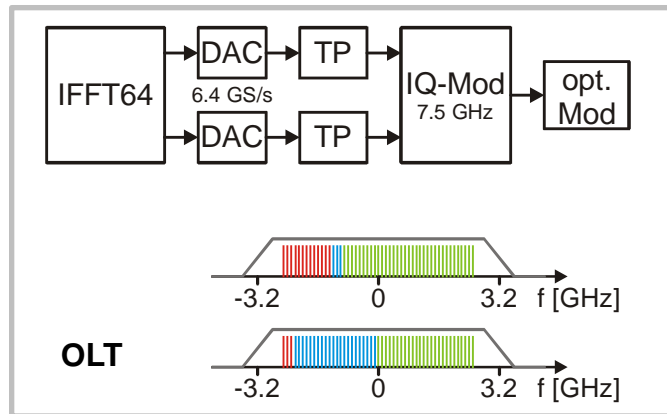 IFFT64
DAC
TP
6.4 GS/s
DAC
TP
IQ-Mod
7.5 GHz
opt.
Mod
-3.2 0 3.2 f [GHz]
OLT
-3.2 0 3.2 f [GHz]